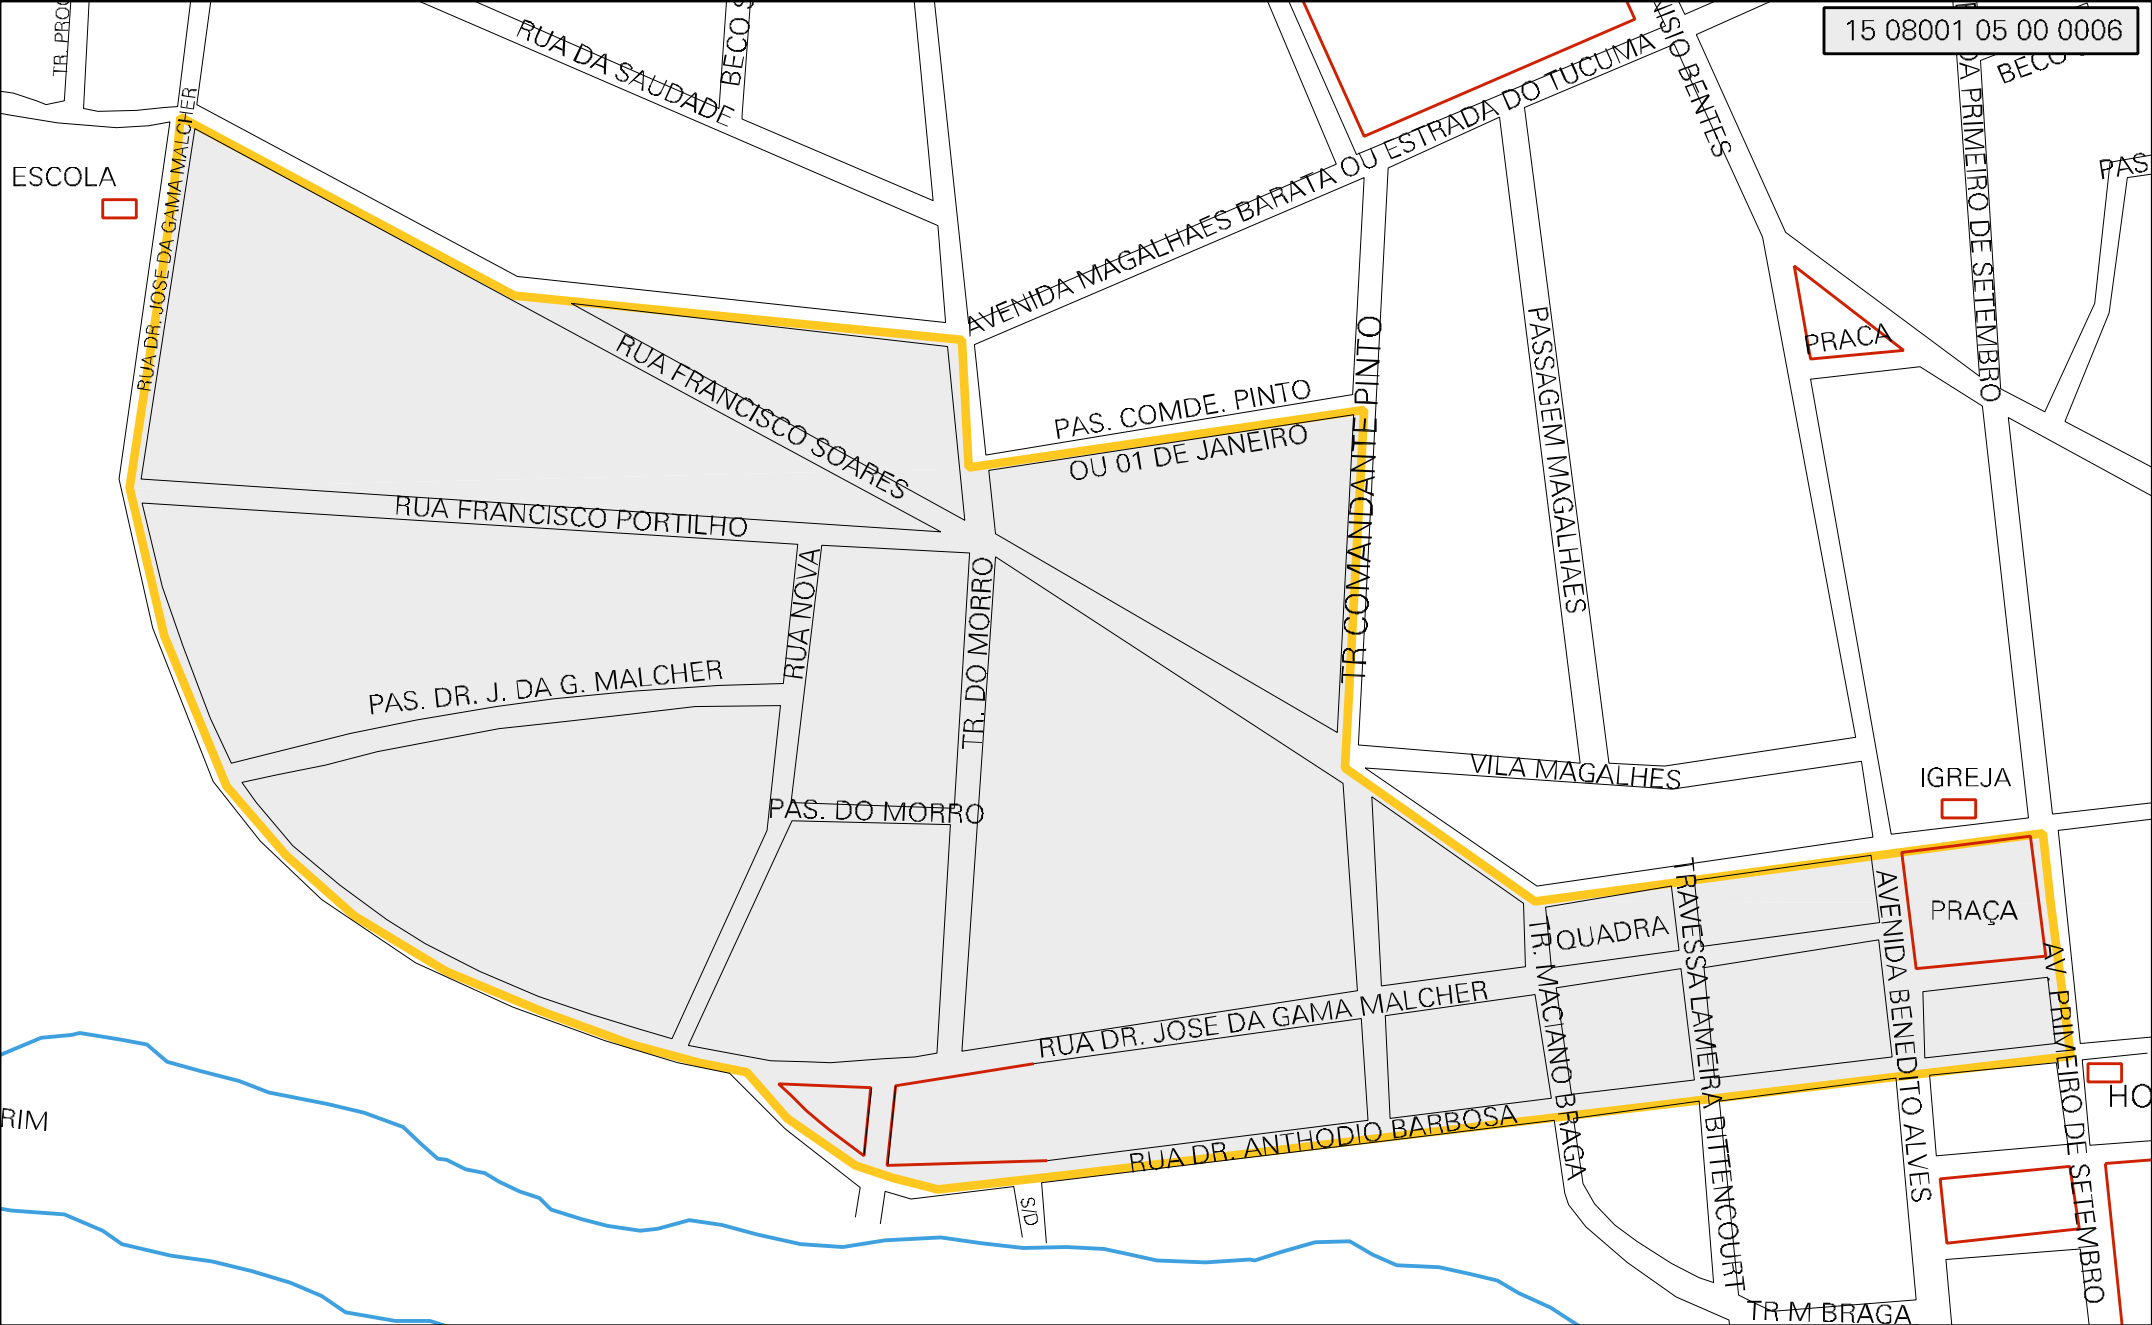 15 08001 05 00 0006
RUA DA SAUDADE
BECO
TR. PROG
BECO
ESCOLA
RUA DR. JOSE DA GAMA MALCHER
AVENIDA MAGALHAES BARATA OU ESTRADA DO TUCUMA
BENTES
DA PRIMEIRO DE SETEMBRO
PAS
PRACA
RUA FRANCISCO SOARES
PAS. COMDE. PINTO
OU 01 DE JANEIRO
TR COMANDANTE PINTO
PASSAGEM MAGALHAES
RUA FRANCISCO PORTILHO
RUA NOVA
TR. DO MORRO
PAS. DR. J. DA G. MALCHER
VILA MAGALHES
IGREJA
PAS. DO MORRO
QUADRA
TRAVESSA LAMEIRA BITTENCOURT
AVENIDA BENEDITO ALVES
PRAÇA
TR. MACIANO BRAGA
AV PRIMEIRO DE SETEMBRO
RUA DR. JOSE DA GAMA MALCHER
RUA DR. ANTHODIO BARBOSA
HO
RIM
S/D
TR M BRAGA